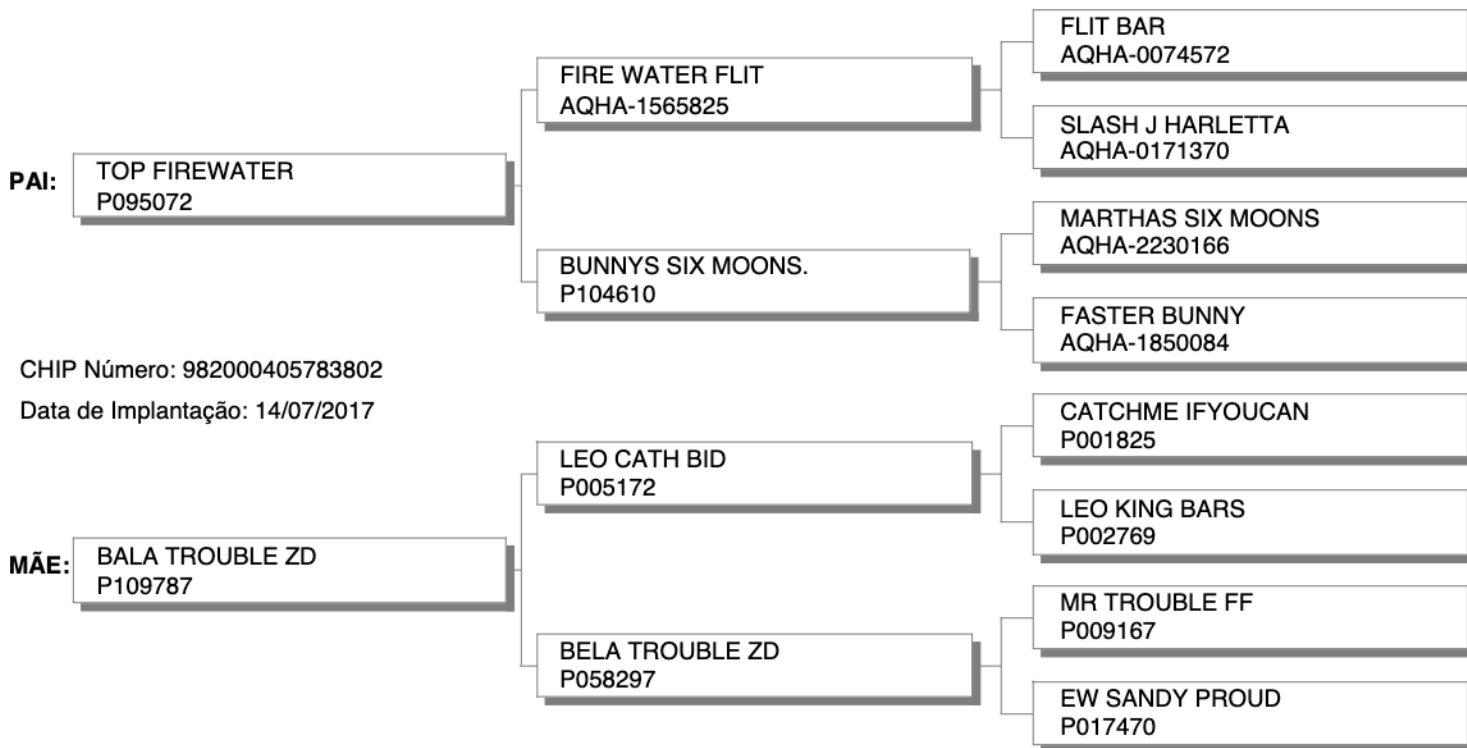 PAI:
TOP FIREWATER
P095072
FIRE WATER FLIT
AQHA-1565825
FLIT BAR
AQHA-0074572
SLASH J HARLETTA
AQHA-0171370
BUNNYS SIX MOONS.
P104610
MARTHAS SIX MOONS
AQHA-2230166
FASTER BUNNY
AQHA-1850084
CHIP Número: 982000405783802
Data de Implantação: 14/07/2017
MÃE:
BALA TROUBLE ZD
P109787
LEO CATH BID
P005172
CATCHME IFYOUCAN
P001825
LEO KING BARS
P002769
BELA TROUBLE ZD
P058297
MR TROUBLE FF
P009167
EW SANDY PROUD
P017470